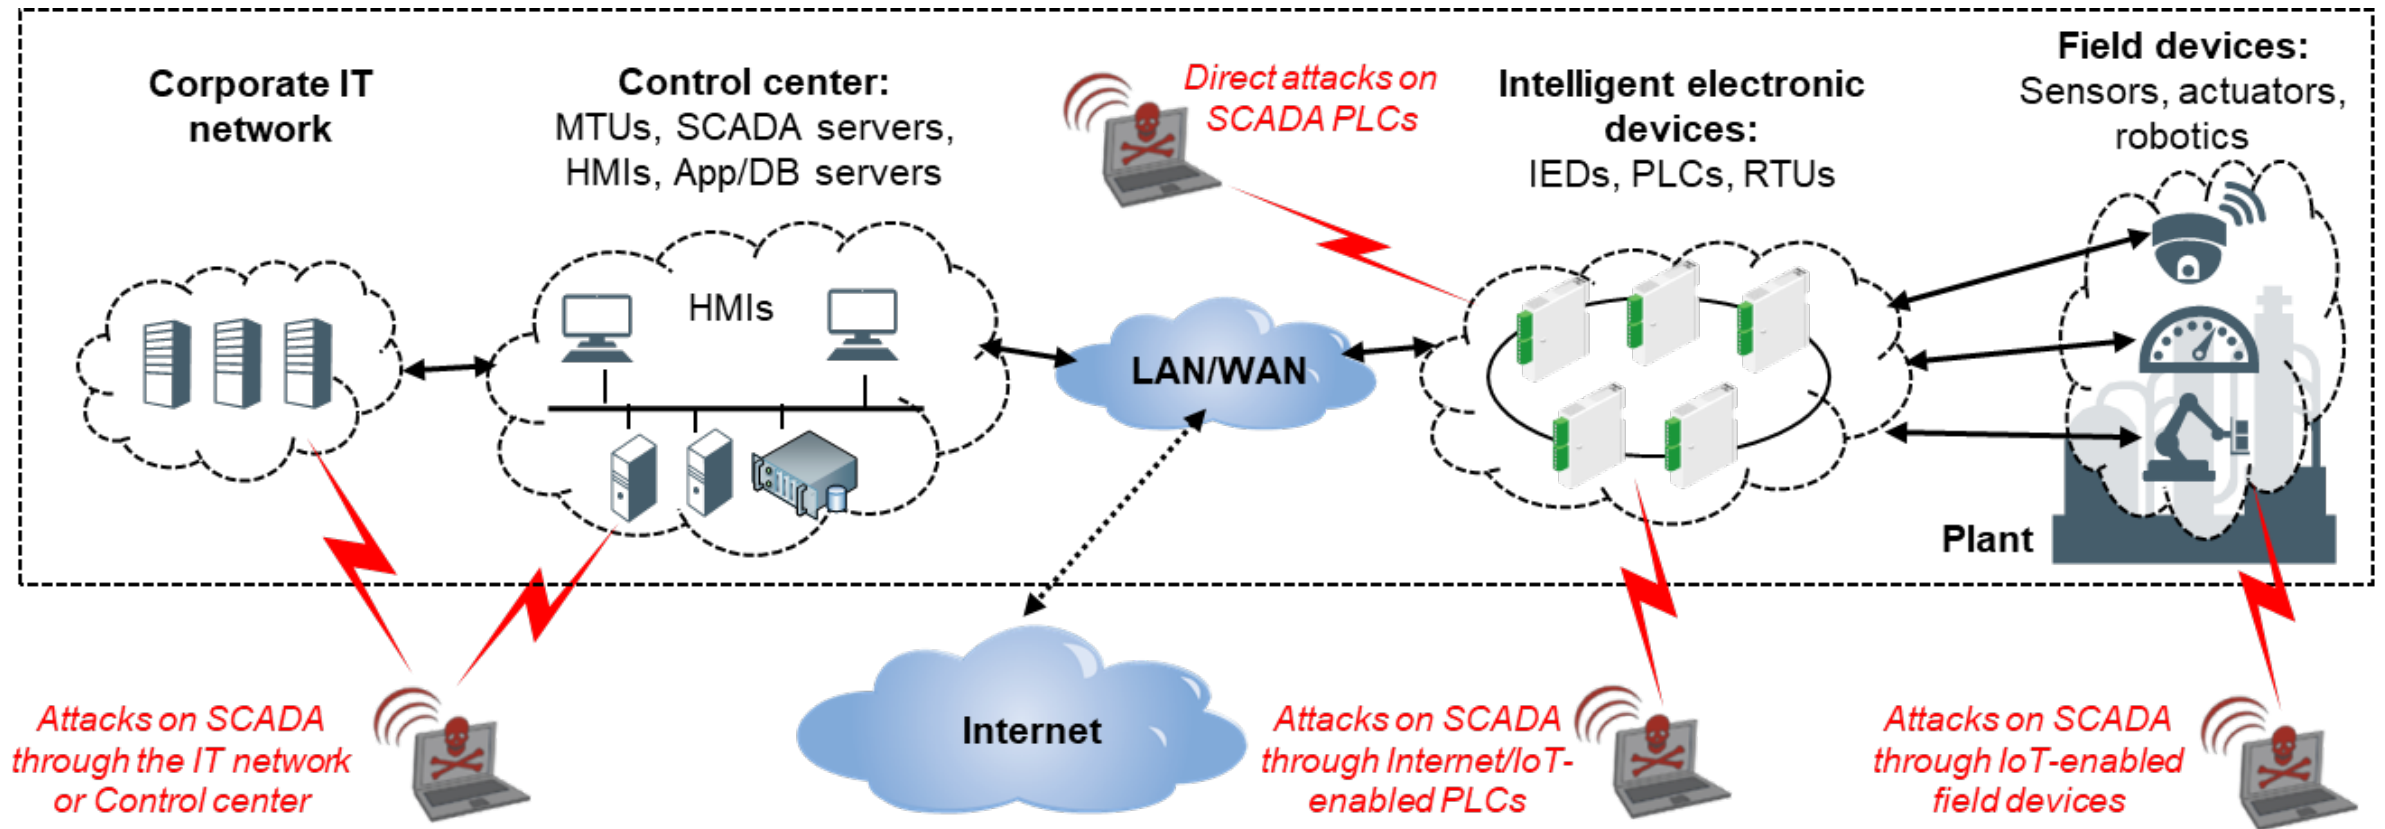 Corporate IT
network
Control center:
MTUs, SCADA servers,
HMIs, App/DB servers
Direct attacks on
SCADA PLCs
Intelligent electronic
devices:
IEDs, PLCs, RTUs
Field devices:
Sensors, actuators,
robotics
HMIs
LAN/WAN
Plant
Internet
Attacks on SCADA
through the IT network
or Control center
Attacks on SCADA
through Internet/IoT-
enabled PLCs
Attacks on SCADA
through IoT-enabled
field devices